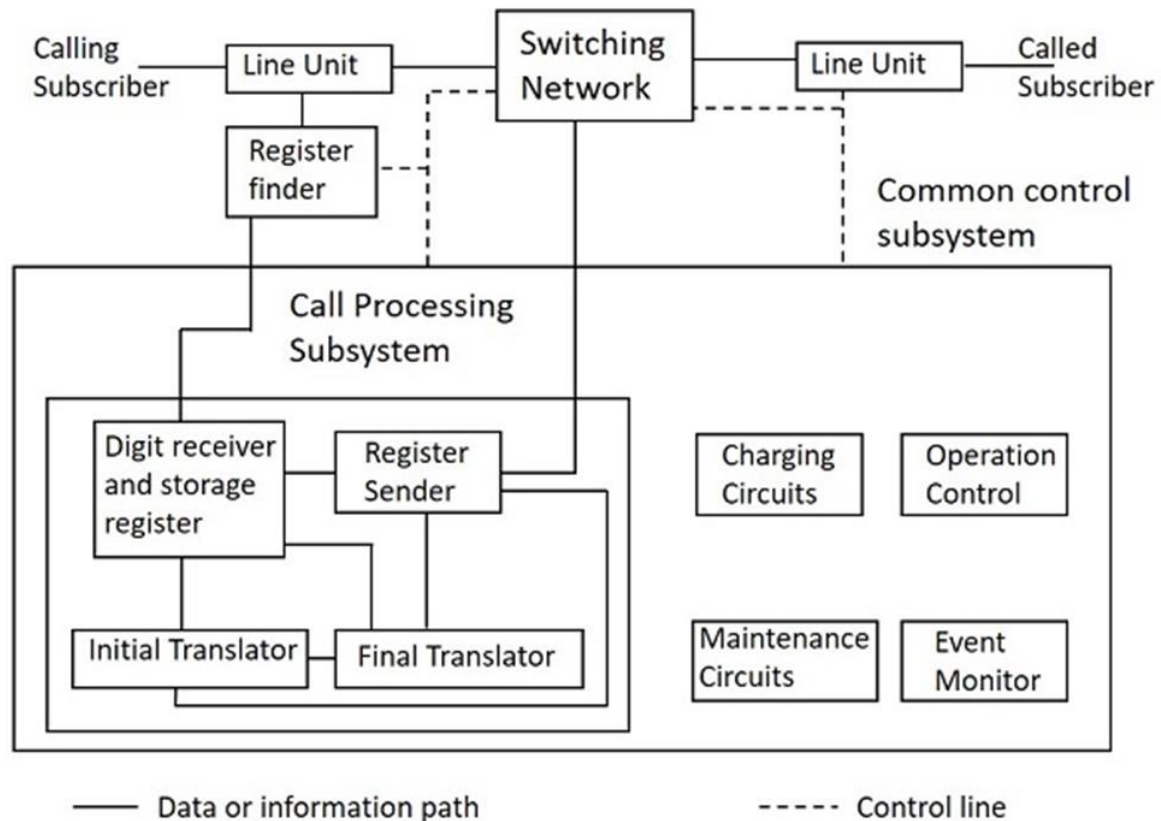 Calling
Subscriber
Line Unit
Switching
Network
Line Unit
Called
Subscriber
Register
finder
Common control
subsystem
Call Processing
Subsystem
Digit receiver
and storage
register
Register
Sender
Charging
Circuits
Operation
Control
Initial Translator
Final Translator
Maintenance
Circuits
Event
Monitor
Data or information path
Control line